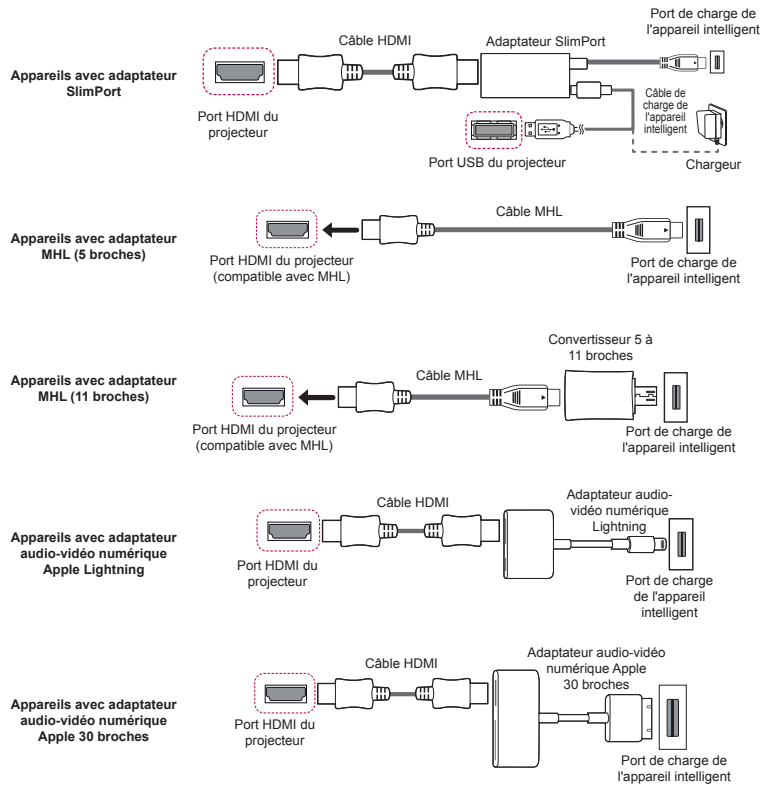 Appareils avec adaptateur
SlimPort
Port HDMI du
projecteur
Câble HDMI
Adaptateur SlimPort
Port de charge de
l'appareil intelligent
Câble de
charge de
l'appareil
intelligent
Port USB du projecteur
Chargeur
Appareils avec adaptateur
MHL (5 broches)
Port HDMI du projecteur
(compatible avec MHL)
Câble MHL
Port de charge de
l'appareil intelligent
Appareils avec adaptateur
MHL (11 broches)
Port HDMI du projecteur
(compatible avec MHL)
Câble MHL
Convertisseur 5 à
11 broches
Port de charge de
l'appareil intelligent
Appareils avec adaptateur
audio-vidéo numérique
Apple Lightning
Port HDMI du
projecteur
Câble HDMI
Adaptateur audio-
vidéo numérique
Lightning
Port de charge
de l'appareil
intelligent
Appareils avec adaptateur
audio-vidéo numérique
Apple 30 broches
Port HDMI du
projecteur
Câble HDMI
Adaptateur audio-vidéo
numérique Apple
30 broches
Port de charge de
l'appareil intelligent